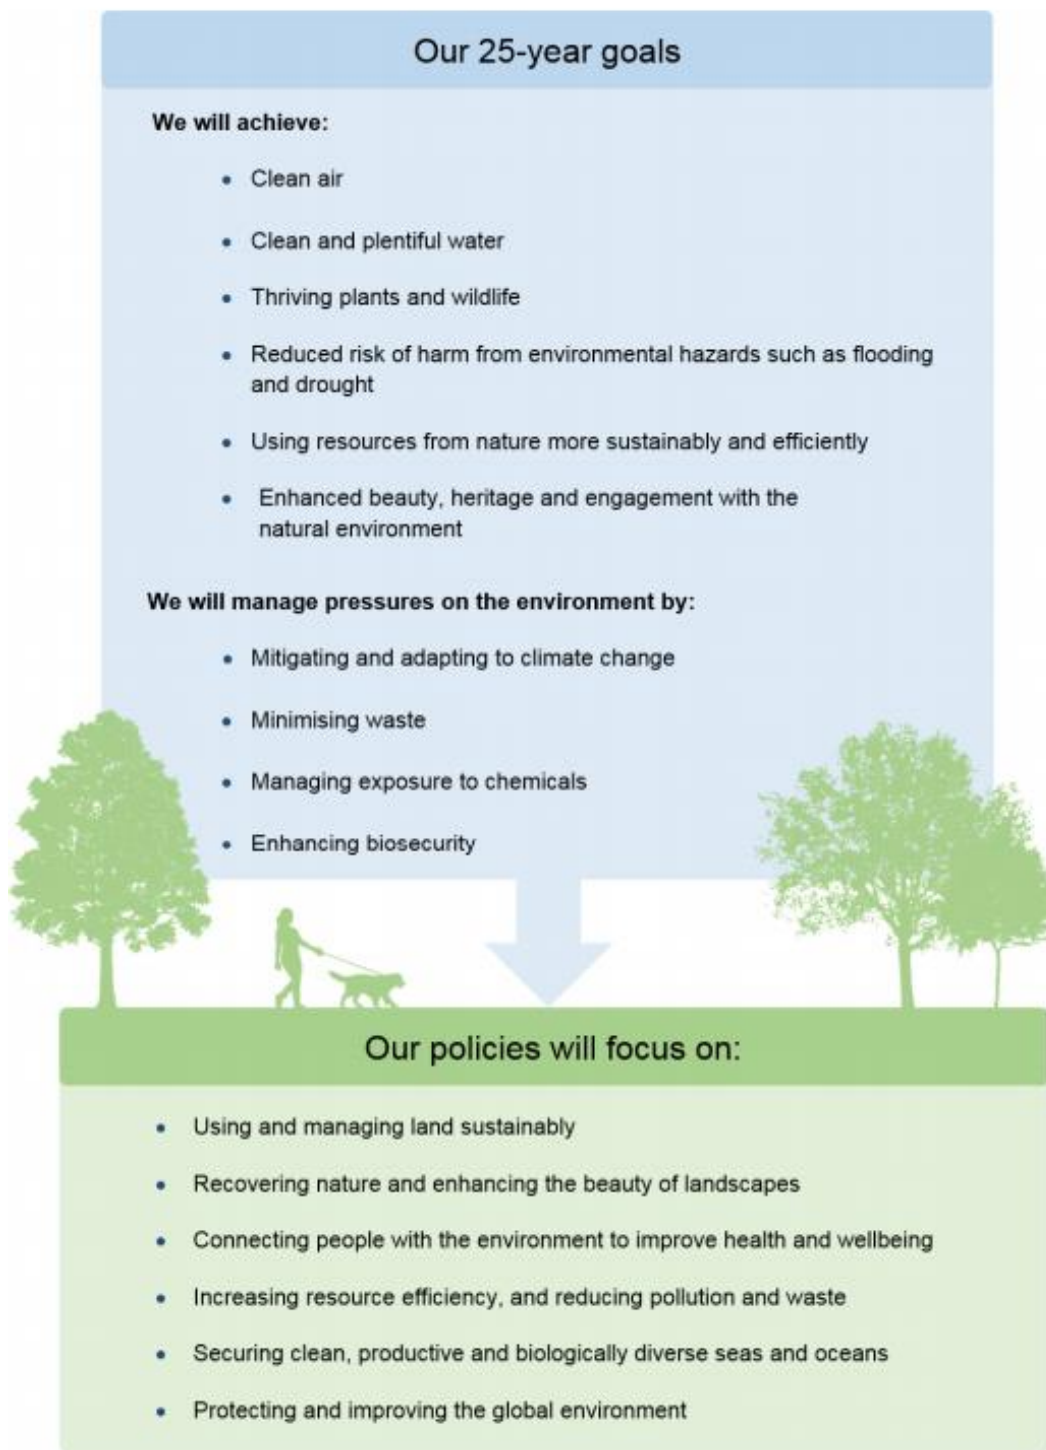 Our 25-year goals
We will achieve:
• Clean air
• Clean and plentiful water
• Thriving plants and wildlife
• Reduced risk of harm from environmental hazards such as flooding
and drought
• Using resources from nature more sustainably and efficiently
• Enhanced beauty, heritage and engagement with the
natural environment
We will manage pressures on the environment by:
• Mitigating and adapting to climate change
• Minimising waste
• Managing exposure to chemicals
• Enhancing biosecurity
Our policies will focus on:
• Using and managing land sustainably
• Recovering nature and enhancing the beauty of landscapes
• Connecting people with the environment to improve health and wellbeing
• Increasing resource efficiency, and reducing pollution and waste
• Securing clean, productive and biologically diverse seas and oceans
• Protecting and improving the global environment